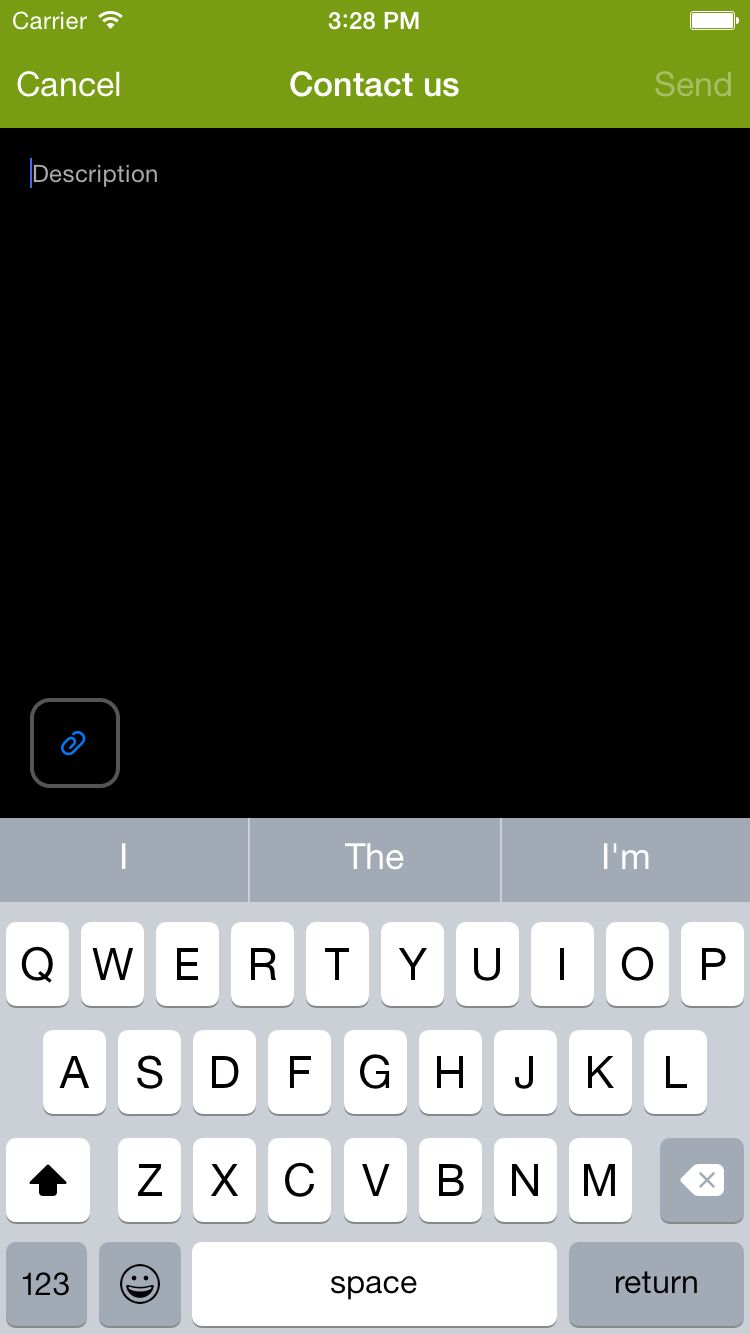 Carrier 3:28 PM
Cancel Contact us Send
Description
I The I'm
Q W E R T Y U I O P
A S D F G H J K L
Z X C V B N M
123 space return